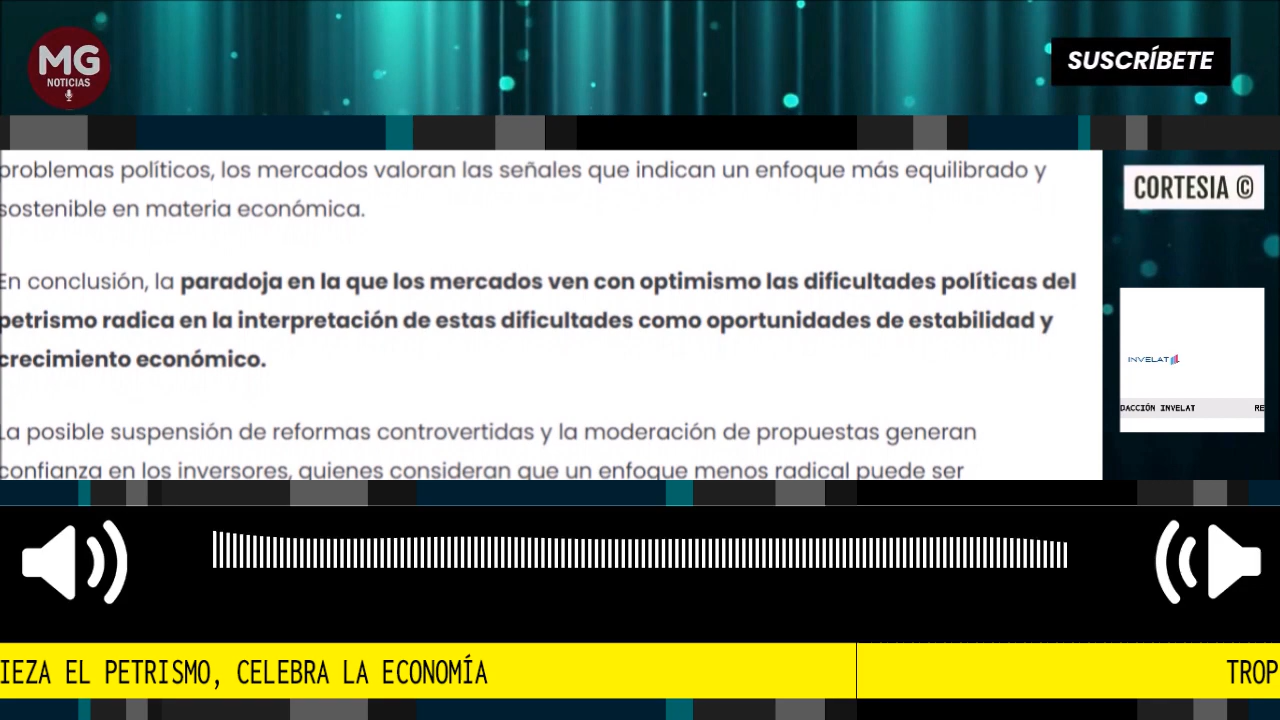 MG
NOTICIAS
SUSCRÍBETE
problemas políticos, los mercados valoran las señales que indican un enfoque más equilibrado y
sostenible en materia económica.
En conclusión, la paradoja en la que los mercados ven con optimismo las dificultades políticas del
petrismo radica en la interpretación de estas dificultades como oportunidades de estabilidad y
crecimiento económico.
La posible suspensión de reformas controvertidas y la moderación de propuestas generan
confianza en los inversores, quienes consideran que un enfoque menos radical puede ser
CORTESIA ©
INVELAT
DACCIÓN INVELAT RE
IEZA EL PETRISMO, CELEBRA LA ECONOMÍA TROP